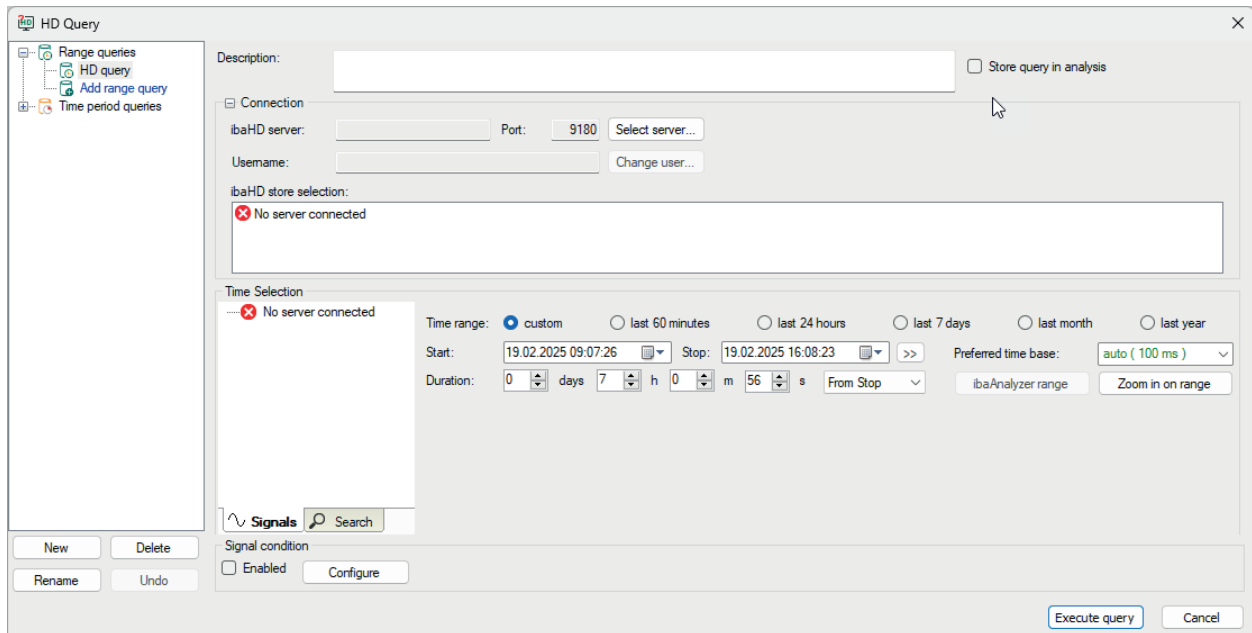 HD Query
Range queries
HD query
Add range query
Time period queries
New Delete
Rename Undo
Description:
Store query in analysis
Connection
ibaHD server: Port: 9180 Select server...
Username: Change user...
ibaHD store selection:
No server connected
Time Selection
No server connected
Signals Search
Time range: custom last 60 minutes last 24 hours last 7 days last month last year
Start: 19.02.2025 09:07:26 Stop: 19.02.2025 16:08:23 >> Preferred time base: auto ( 100 ms )
Duration: 0 days 7 h 0 m 56 s From Stop ibaAnalyzer range Zoom in on range
Signal condition
Enabled Configure
Execute query Cancel